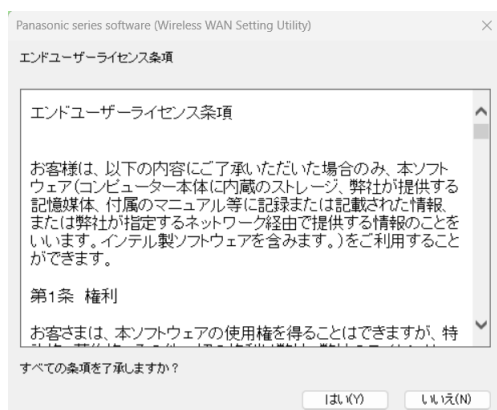 Panasonic series software (Wireless WAN Setting Utility)
エンドユーザーライセンス条項
エンドユーザーライセンス条項
お客様は、以下の内容にご了承いただいた場合のみ、本ソフト
ウェア(コンピューター本体に内蔵のストレージ、弊社が提供する
記憶媒体、付属のマニュアル等に記録または記載された情報、
または弊社が指定するネットワーク経由で提供する情報のことを
いいます。インテル製ソフトウェアを含みます。)をご利用すること
ができます。
第1条 権利
お客さまは、本ソフトウェアの使用権を得ることはできますが、特
すべての条項を了承しますか？
はい(Y)
いいえ(N)